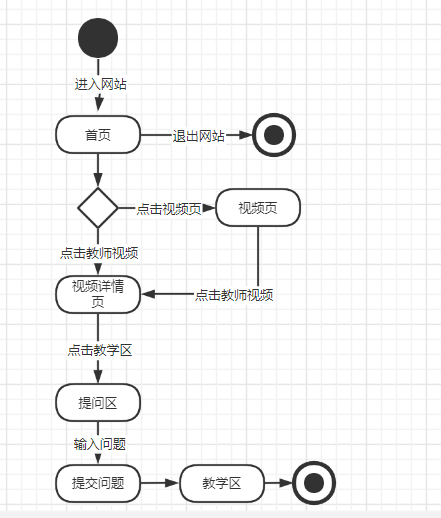 进入网站
首页
退出网站
点击视频页
视频页
点击教师视频
视频详情
页
点击教师视频
点击教学区
提问区
输入问题
提交问题
教学区